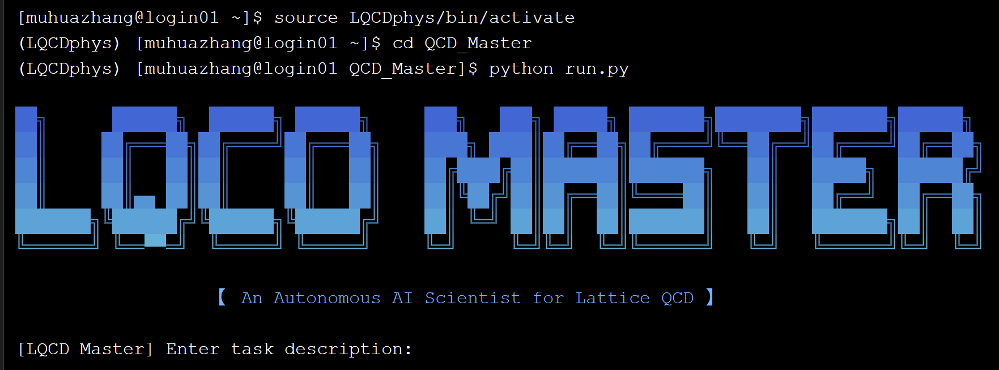 [muhuazhang@login01 ~]$ source LQCDphys/bin/activate
(LQCDphys) [muhuazhang@login01 ~]$ cd QCD_Master
(LQCDphys) [muhuazhang@login01 QCD_Master]$ python run.py
LQCD MASTER
【 An Autonomous AI Scientist for Lattice QCD 】
[LQCD Master] Enter task description: